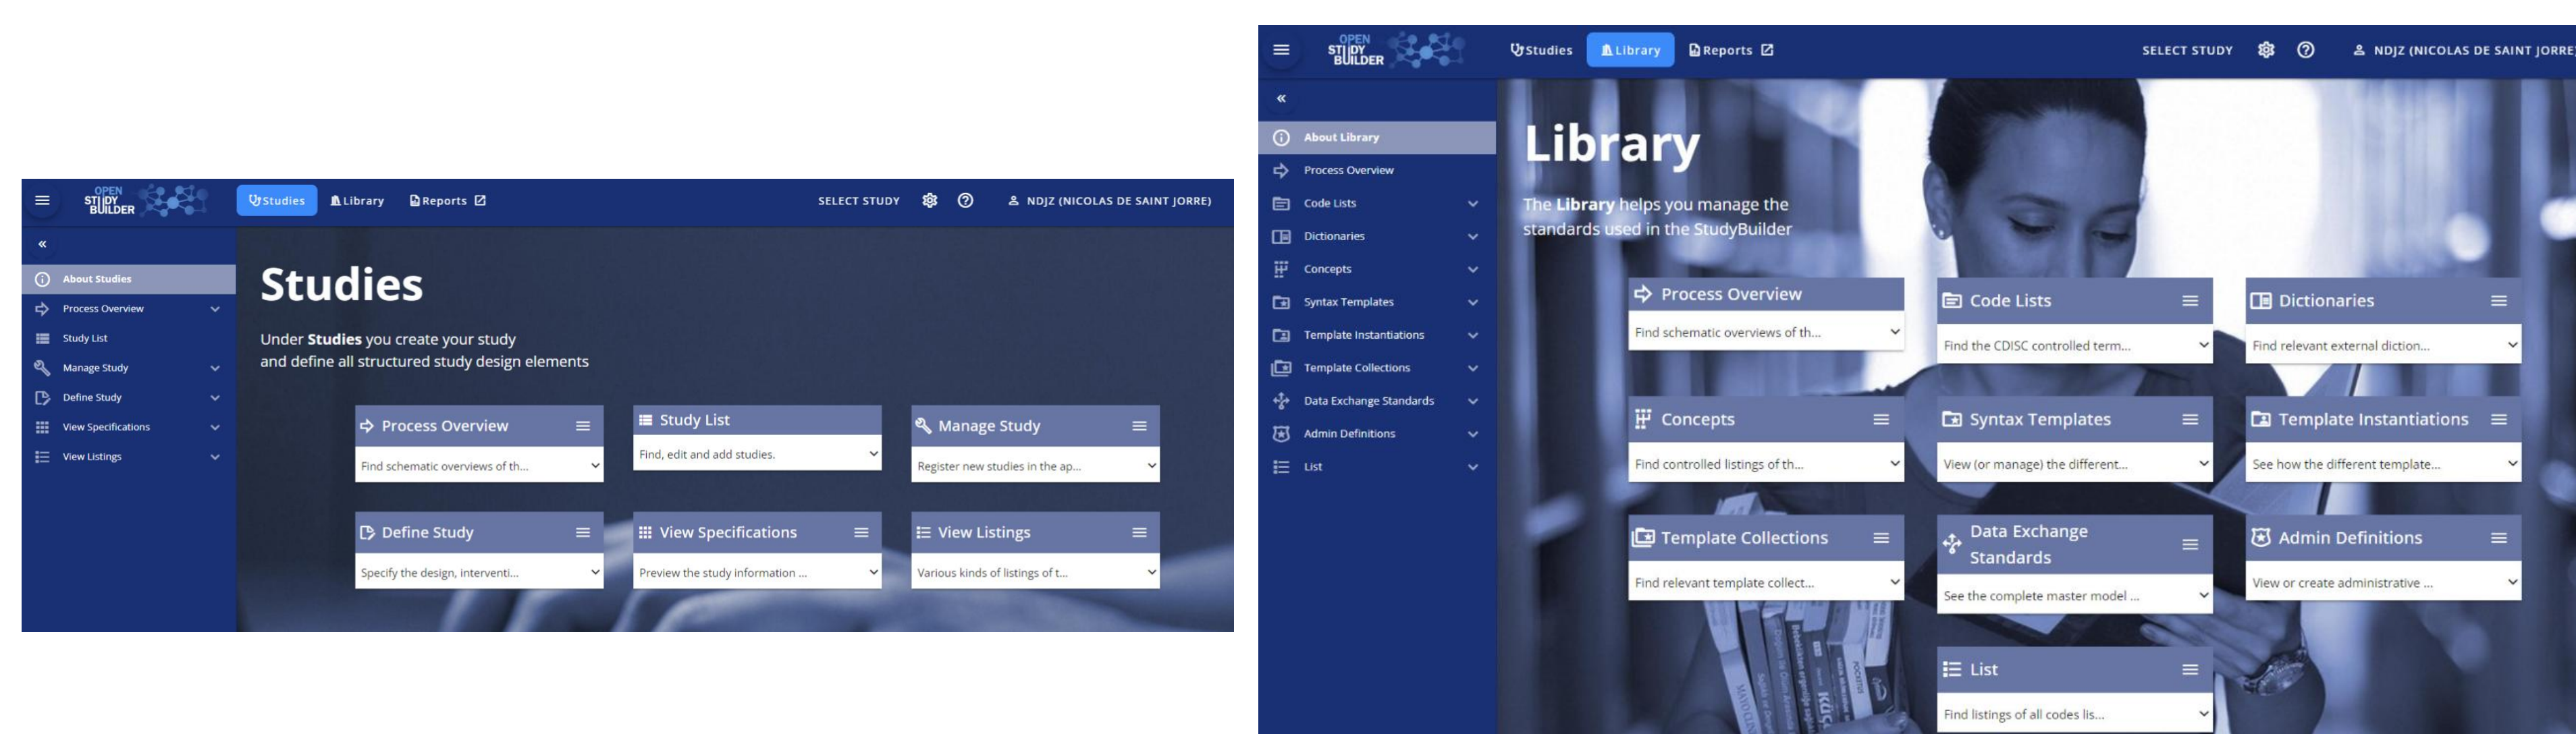 OPEN
STUDY
BUILDER
Studies
Library
Reports
SELECT STUDY
NDJZ (NICOLAS DE SAINT JORRE)
About Studies
Process Overview
Study List
Manage Study
Define Study
View Specifications
View Listings
Studies
Under Studies you create your study
and define all structured study design elements
Process Overview
Find schematic overviews of th...
Study List
Find, edit and add studies.
Manage Study
Register new studies in the ap...
Define Study
Specify the design, interventi...
View Specifications
Preview the study information ...
View Listings
Various kinds of listings of t...
OPEN
STUDY
BUILDER
Studies
Library
Reports
SELECT STUDY
NDJZ (NICOLAS DE SAINT JORRE)
About Library
Process Overview
Code Lists
Dictionaries
Concepts
Syntax Templates
Template Instantiations
Template Collections
Data Exchange Standards
Admin Definitions
List
Library
The Library helps you manage the
standards used in the StudyBuilder
Process Overview
Find schematic overviews of th...
Code Lists
Find the CDISC controlled term...
Dictionaries
Find relevant external diction...
Concepts
Find controlled listings of th...
Syntax Templates
View (or manage) the different...
Template Instantiations
See how the different template...
Template Collections
Find relevant template collect...
Data Exchange
Standards
See the complete master model ...
Admin Definitions
View or create administrative ...
List
Find listings of all codes lis...
MAYO CLIN
POCKETBUK